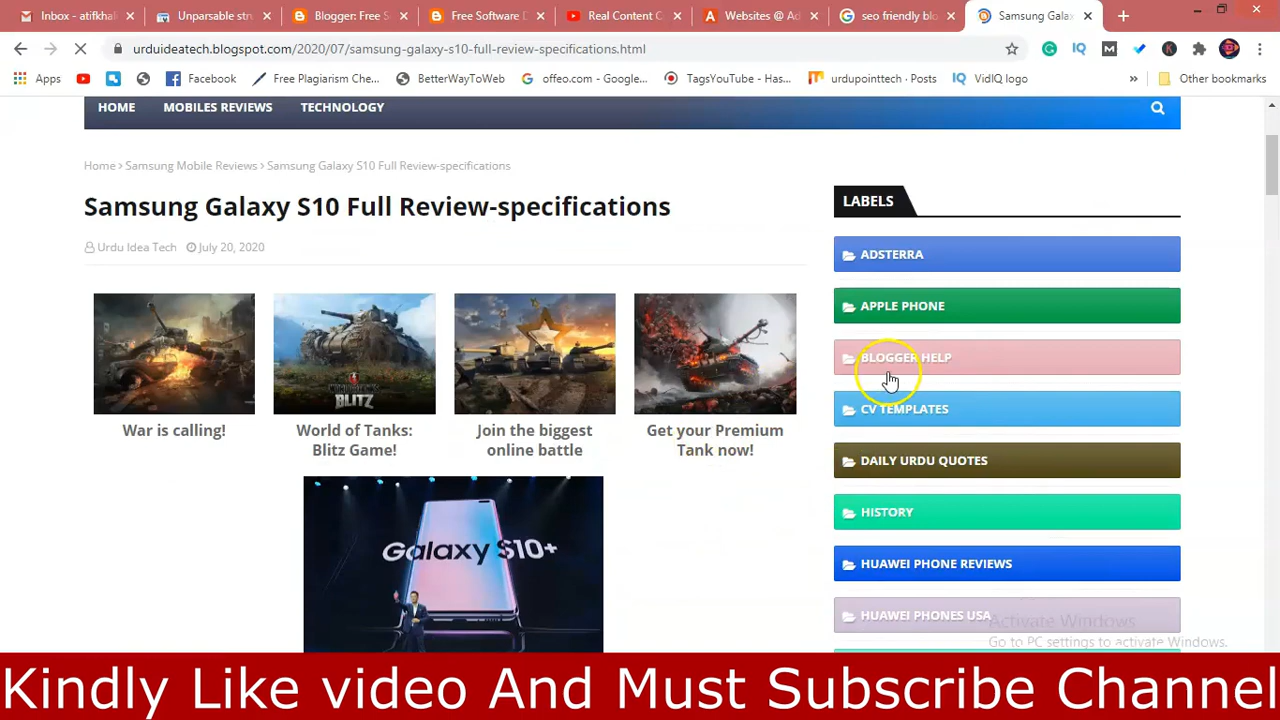 Inbox - atifkhali
Unparsable str
Blogger: Free S
Free Software D
Real Content C
Websites @ Ad
seo friendly blo
Samsung Galax
urduideatech.blogspot.com/2020/07/samsung-galaxy-s10-full-review-specifications.html
Apps
Facebook
Free Plagiarism Che...
BetterWayToWeb
offeo.com - Google...
TagsYouTube - Has...
urdupointtech · Posts
VidIQ logo
»
Other bookmarks
HOME
MOBILES REVIEWS
TECHNOLOGY
Home › Samsung Mobile Reviews › Samsung Galaxy S10 Full Review-specifications
Samsung Galaxy S10 Full Review-specifications
Urdu Idea Tech
July 20, 2020
WORLD OF TANKS
BLITZ
War is calling!
World of Tanks:
Blitz Game!
Join the biggest
online battle
Get your Premium
Tank now!
Galaxy S10+
LABELS
ADSTERRA
APPLE PHONE
BLOGGER HELP
CV TEMPLATES
DAILY URDU QUOTES
HISTORY
HUAWEI PHONE REVIEWS
HUAWEI PHONES USA
Activate Windows
Go to PC settings to activate Windows.
Kindly Like video And Must Subscribe Channel